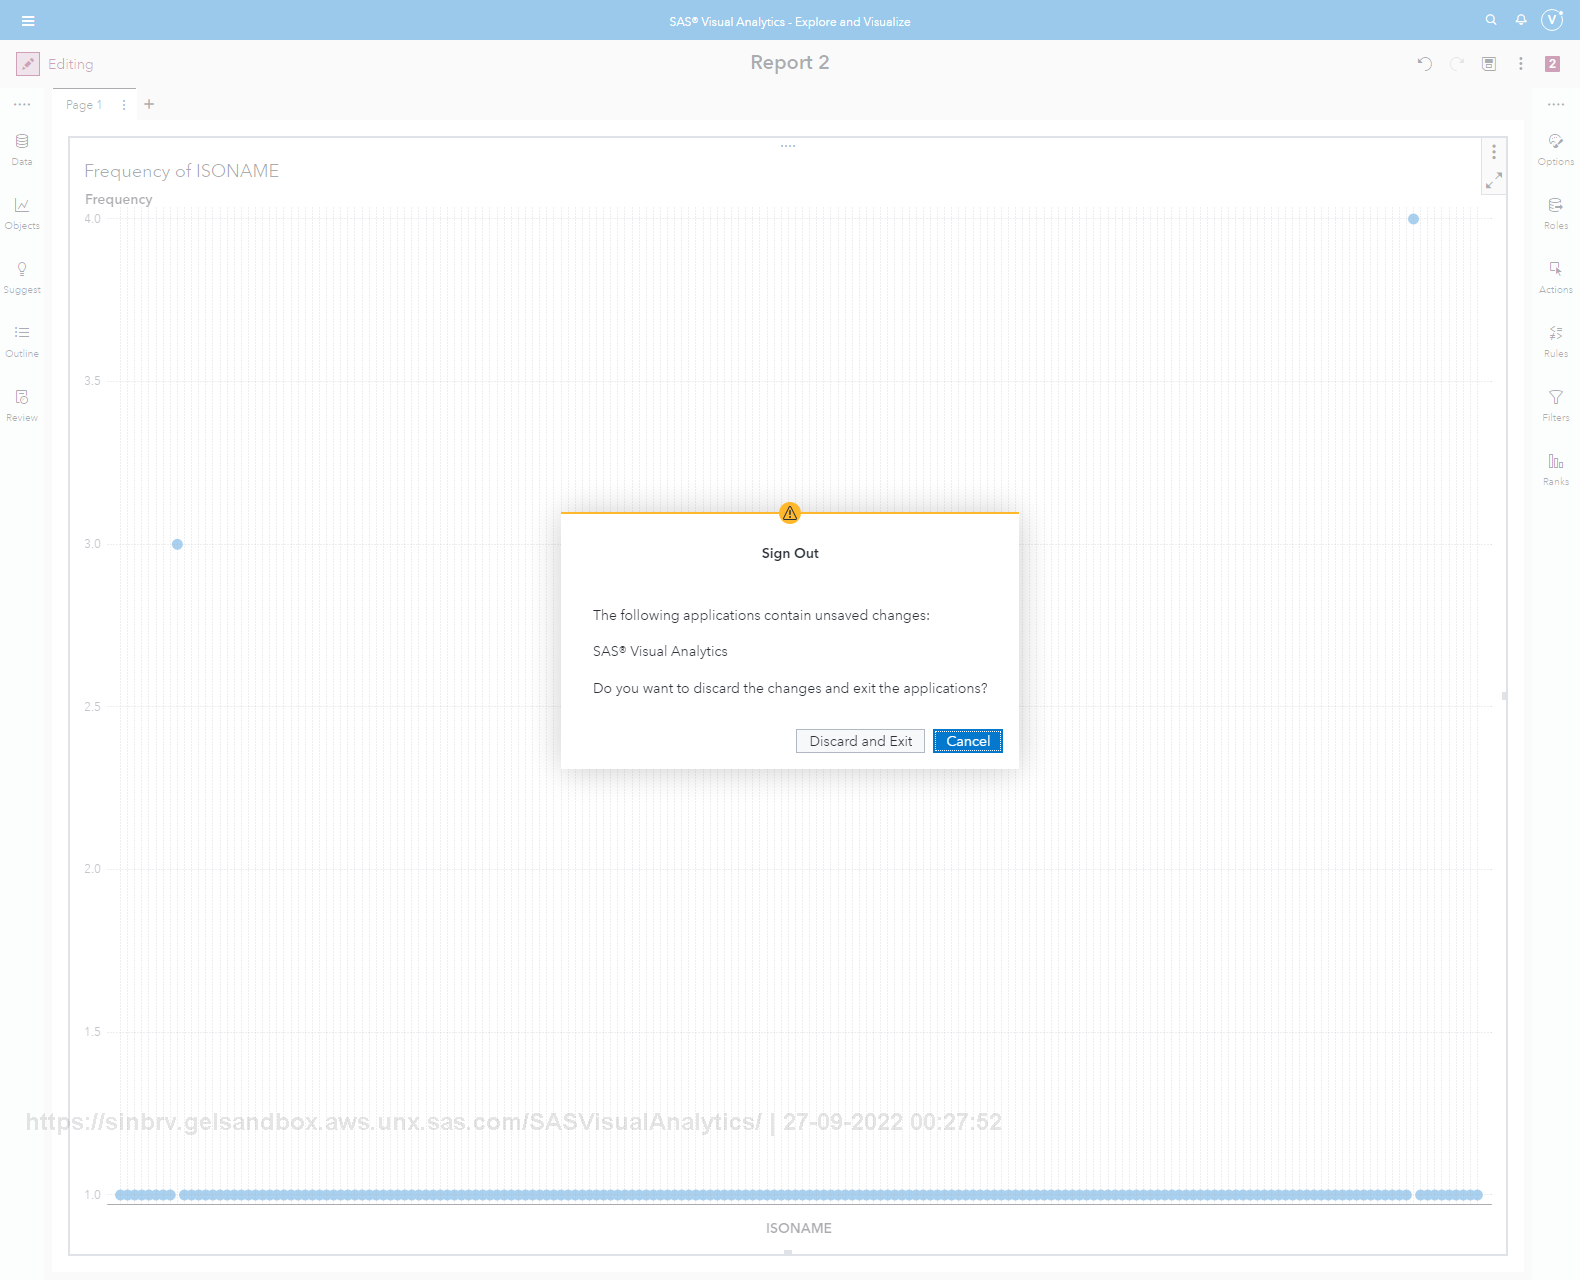 SAS® Visual Analytics - Explore and Visualize
V
Editing
Report 2
2
Page 1
Data
Objects
Suggest
Outline
Review
Options
Roles
Actions
Rules
Filters
Ranks
Frequency of ISONAME
Frequency
4.0
3.5
3.0
2.5
2.0
1.5
1.0
ISONAME
Sign Out
The following applications contain unsaved changes:
SAS® Visual Analytics
Do you want to discard the changes and exit the applications?
Discard and Exit
Cancel
https://sinbrv.gelsandbox.aws.unx.sas.com/SASVisualAnalytics/ | 27-09-2022 00:27:52